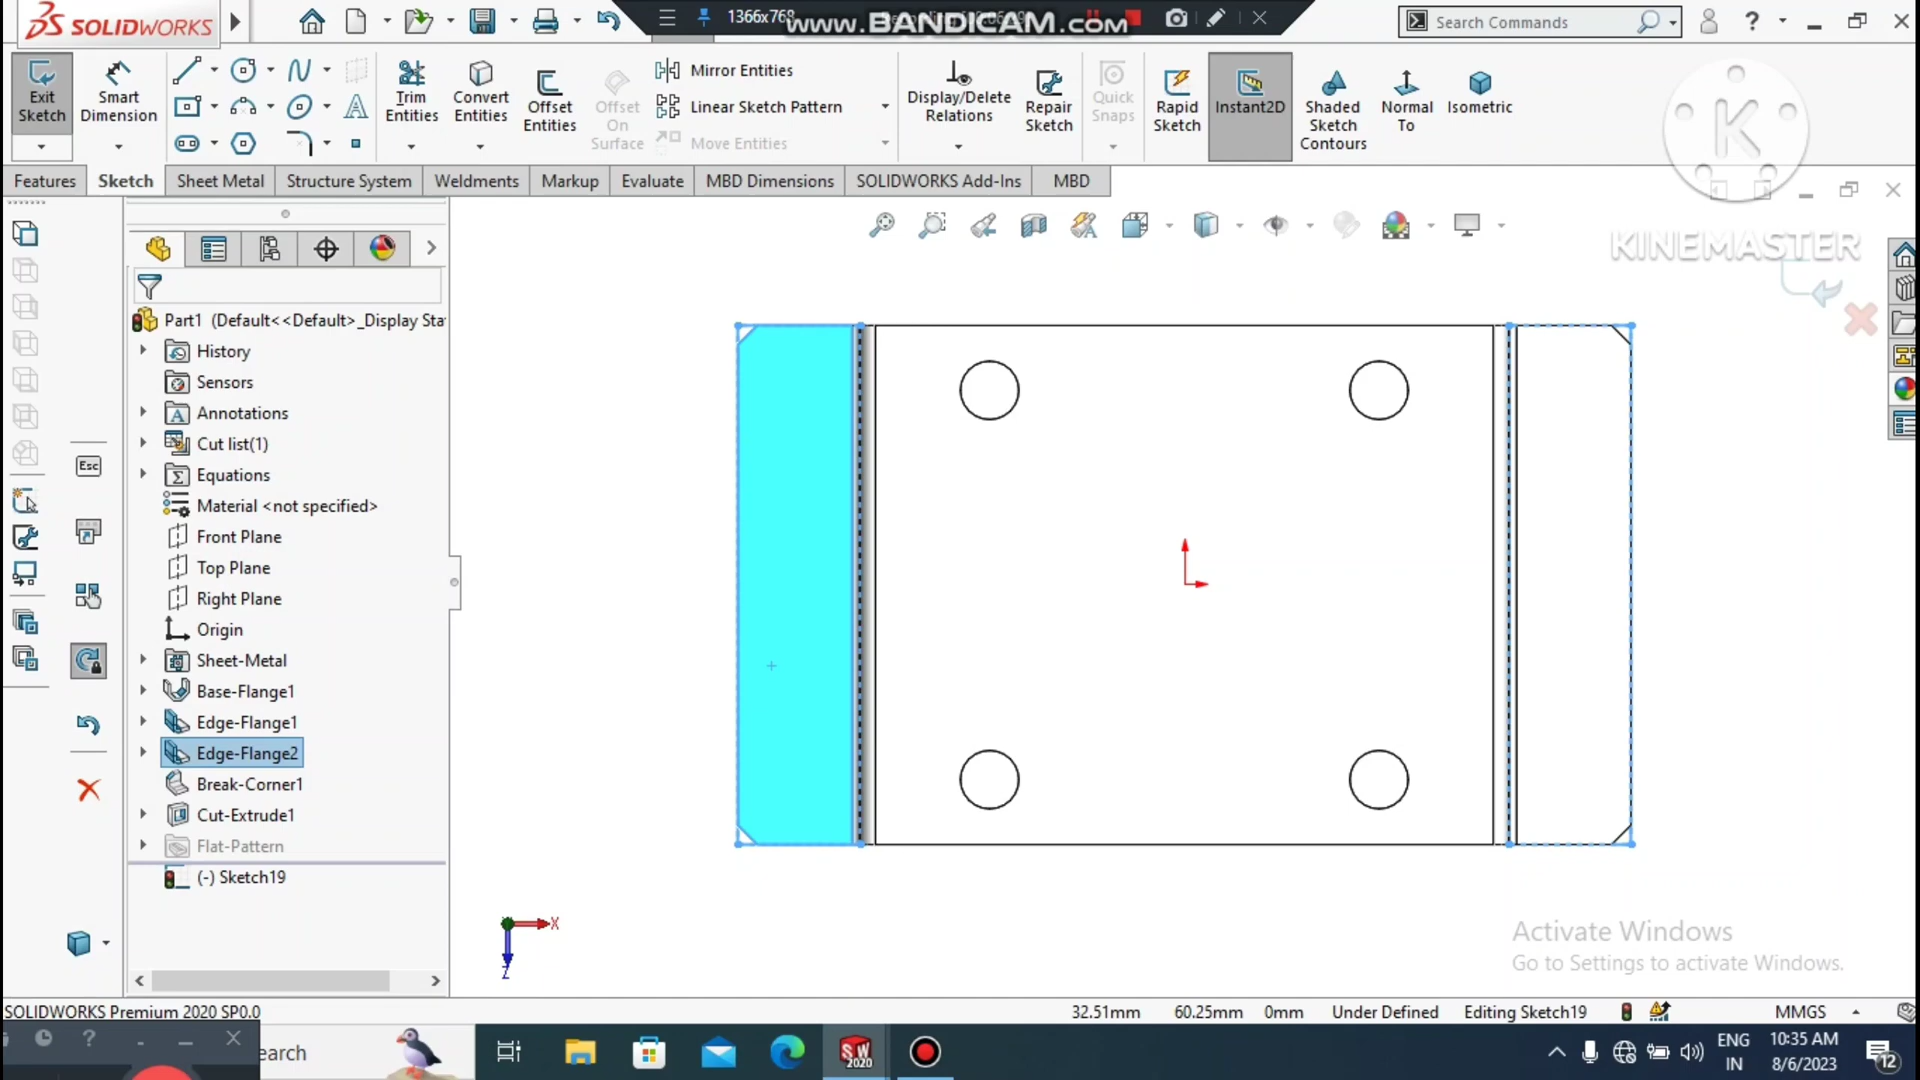 SOLIDWORKS
1366x768
www.BANDICAM.com
Search Commands
Exit Sketch
Smart Dimension
Trim Entities
Convert Entities
Offset Entities
Offset On Surface
Mirror Entities
Linear Sketch Pattern
Move Entities
Display/Delete Relations
Repair Sketch
Quick Snaps
Rapid Sketch
Instant2D
Shaded Sketch Contours
Normal To
Isometric
K
KINEMASTER
Features
Sketch
Sheet Metal
Structure System
Weldments
Markup
Evaluate
MBD Dimensions
SOLIDWORKS Add-Ins
MBD
Part1 (Default<<Default>_Display Sta
History
Sensors
Annotations
Cut list(1)
Equations
Material <not specified>
Front Plane
Top Plane
Right Plane
Origin
Sheet-Metal
Base-Flange1
Edge-Flange1
Edge-Flange2
Break-Corner1
Cut-Extrude1
Flat-Pattern
(-) Sketch19
Esc
X
Z
Activate Windows
Go to Settings to activate Windows.
SOLIDWORKS Premium 2020 SP0.0
32.51mm
60.25mm
0mm
Under Defined
Editing Sketch19
MMGS
earch
SW
2020
ENG
IN
10:35 AM
8/6/2023
12